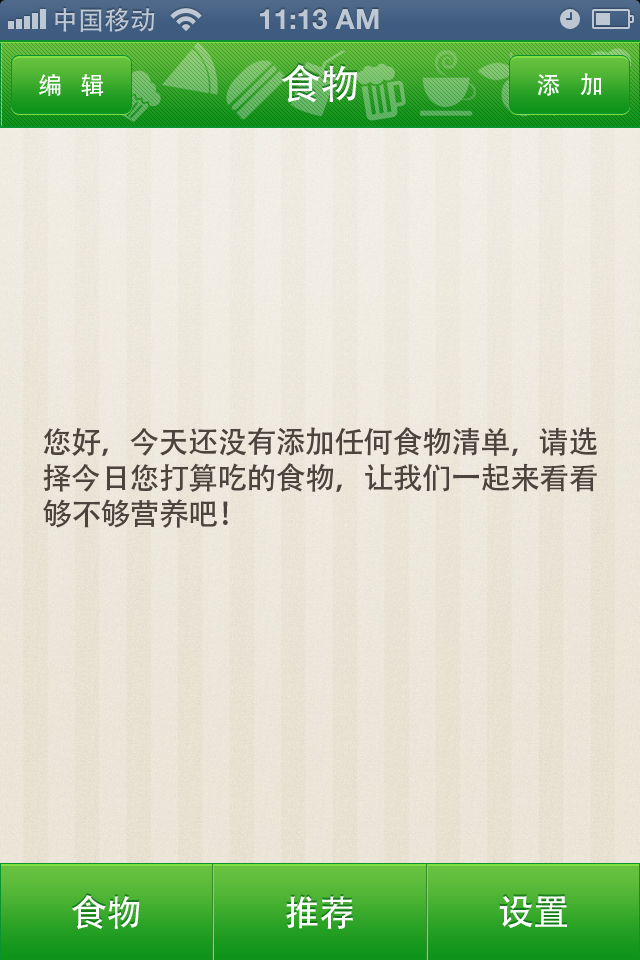 中国移动 11:13 AM
编辑 食物 添加
您好，今天还没有添加任何食物清单，请选
择今日您打算吃的食物，让我们一起来看看
够不够营养吧！
食物 推荐 设置